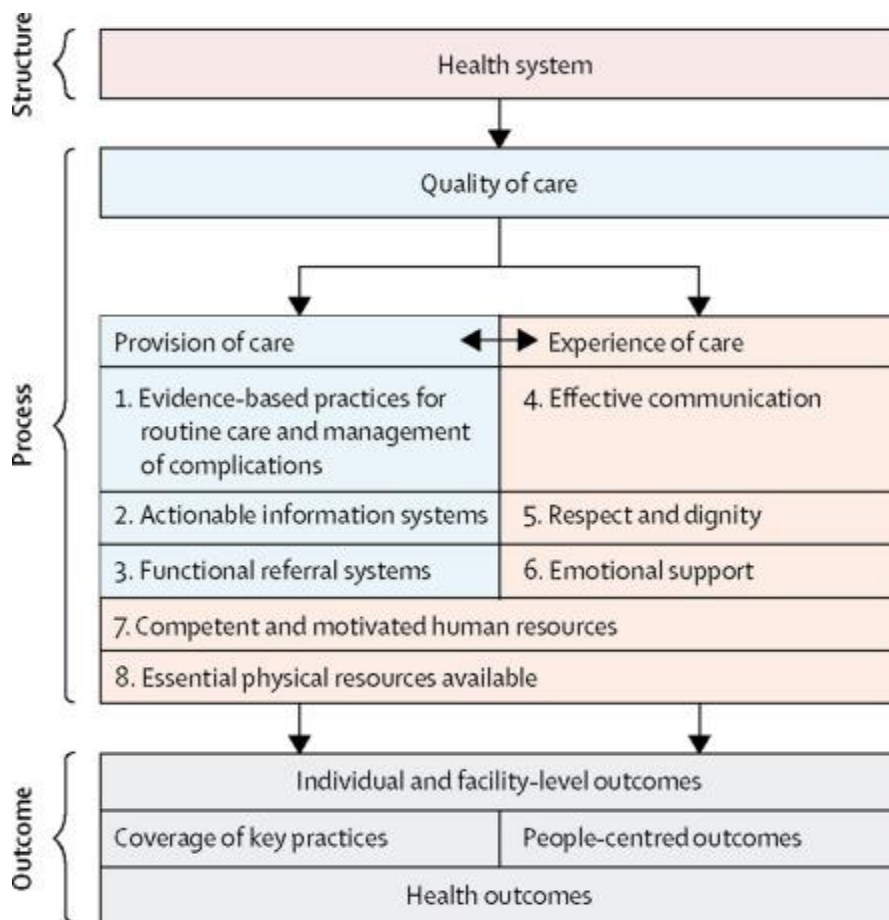 Structure
Health system
Process
Quality of care
Provision of care
Experience of care
1. Evidence-based practices for
routine care and management
of complications
4. Effective communication
2. Actionable information systems
5. Respect and dignity
3. Functional referral systems
6. Emotional support
7. Competent and motivated human resources
8. Essential physical resources available
Outcome
Individual and facility-level outcomes
Coverage of key practices
People-centred outcomes
Health outcomes